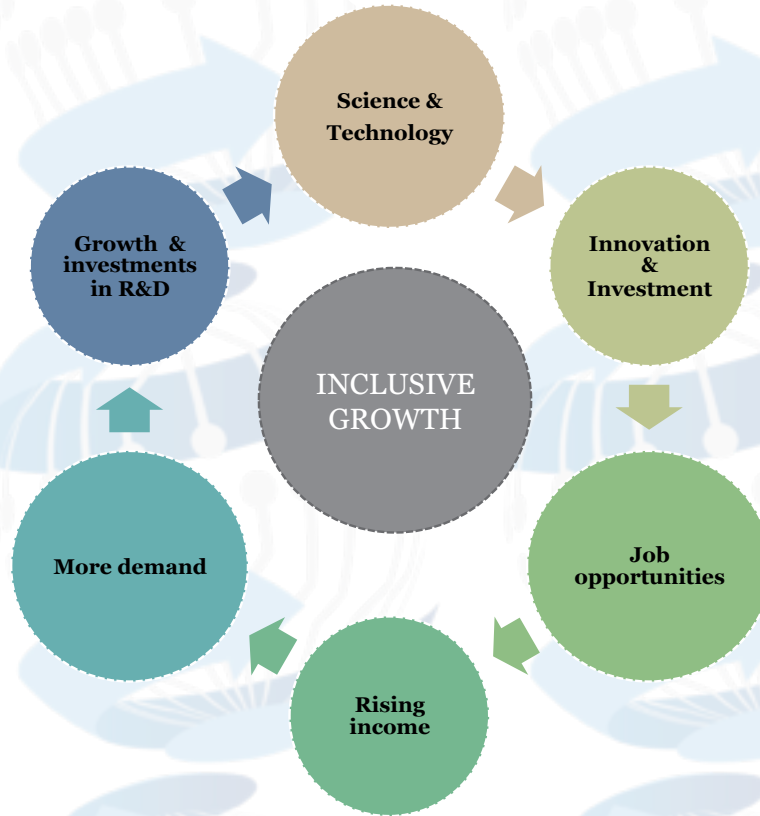 Science &
Technology
Innovation
&
Investment
Job
opportunities
Rising
income
More demand
Growth &
investments
in R&D
INCLUSIVE
GROWTH